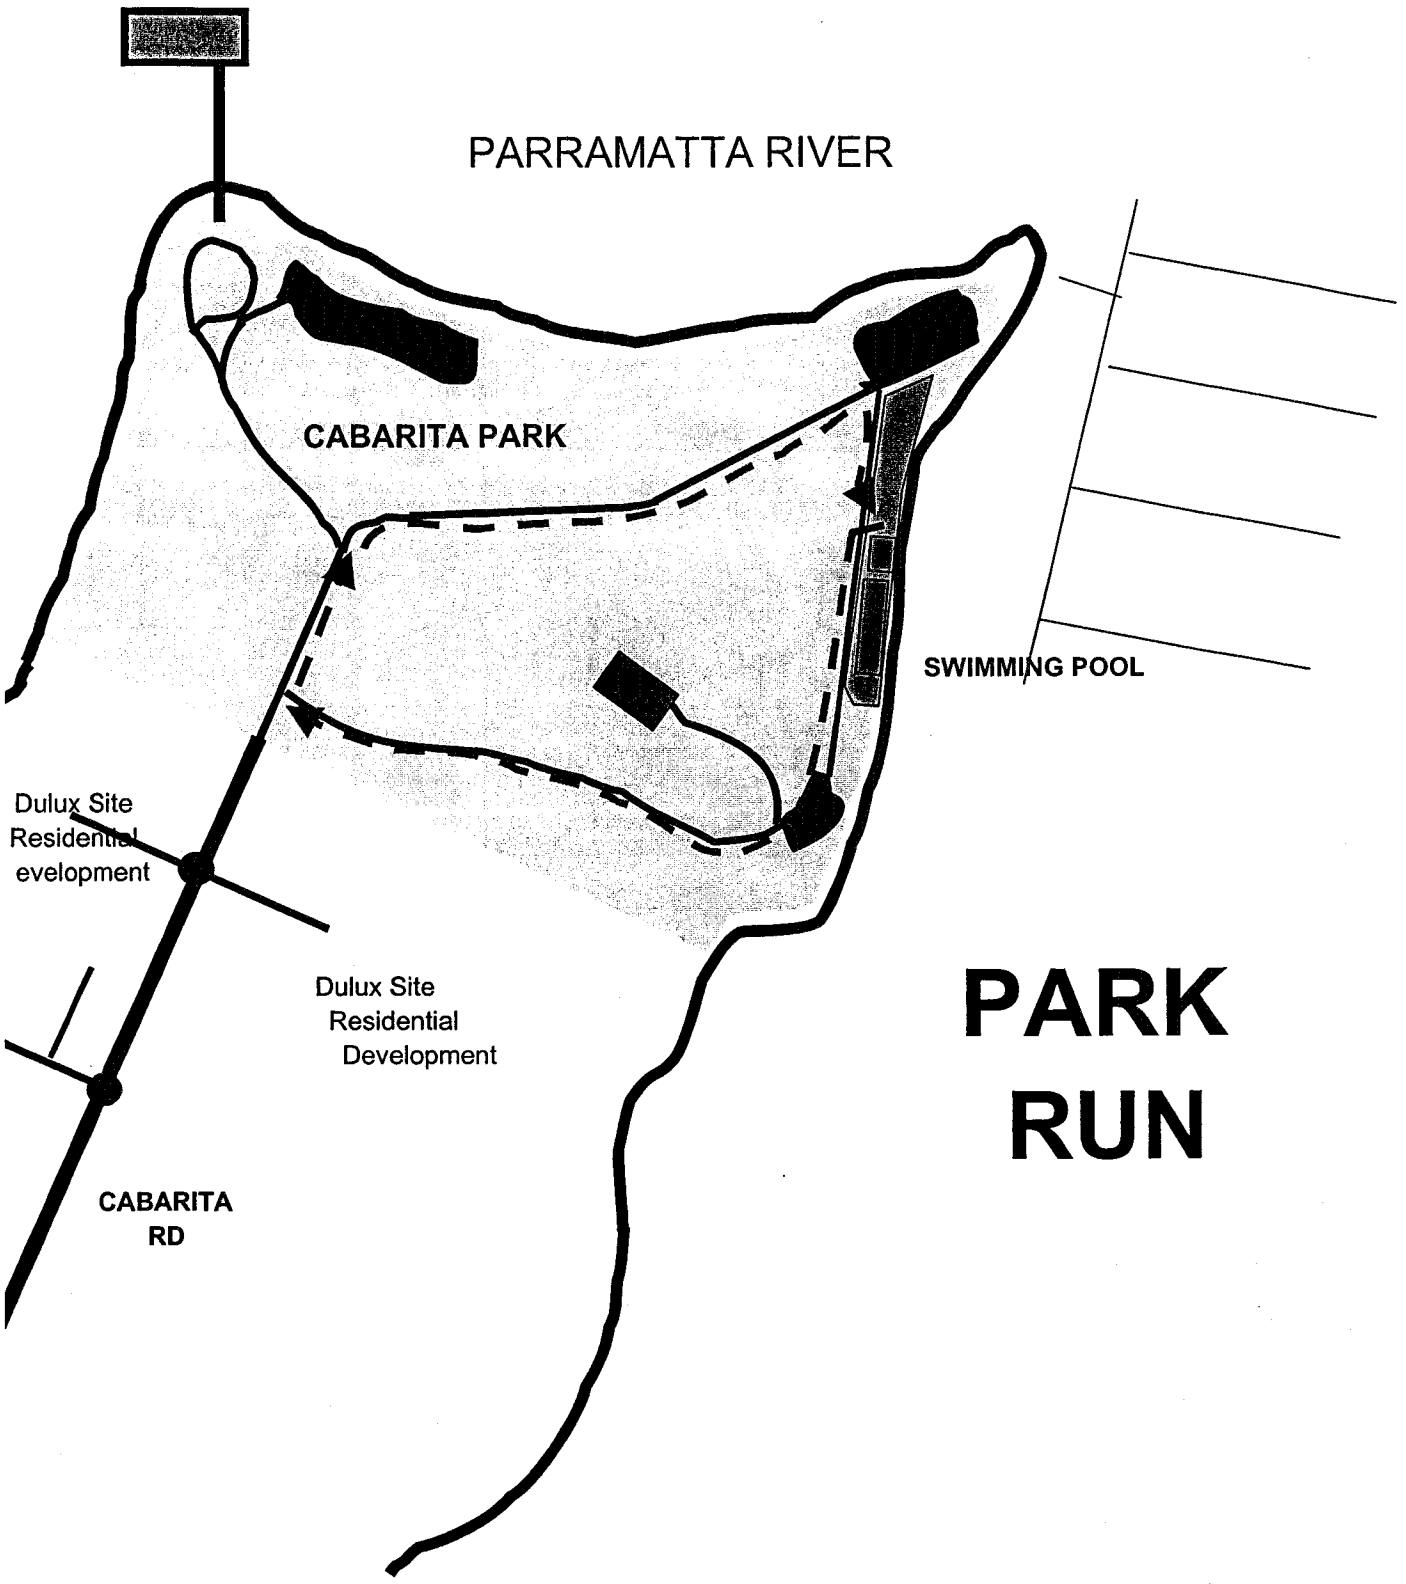 PARRAMATTA RIVER
CABARITA PARK
SWIMMING POOL
Dulux Site
Residential
evelopment
Dulux Site
Residential
Development
PARK
RUN
CABARITA
RD